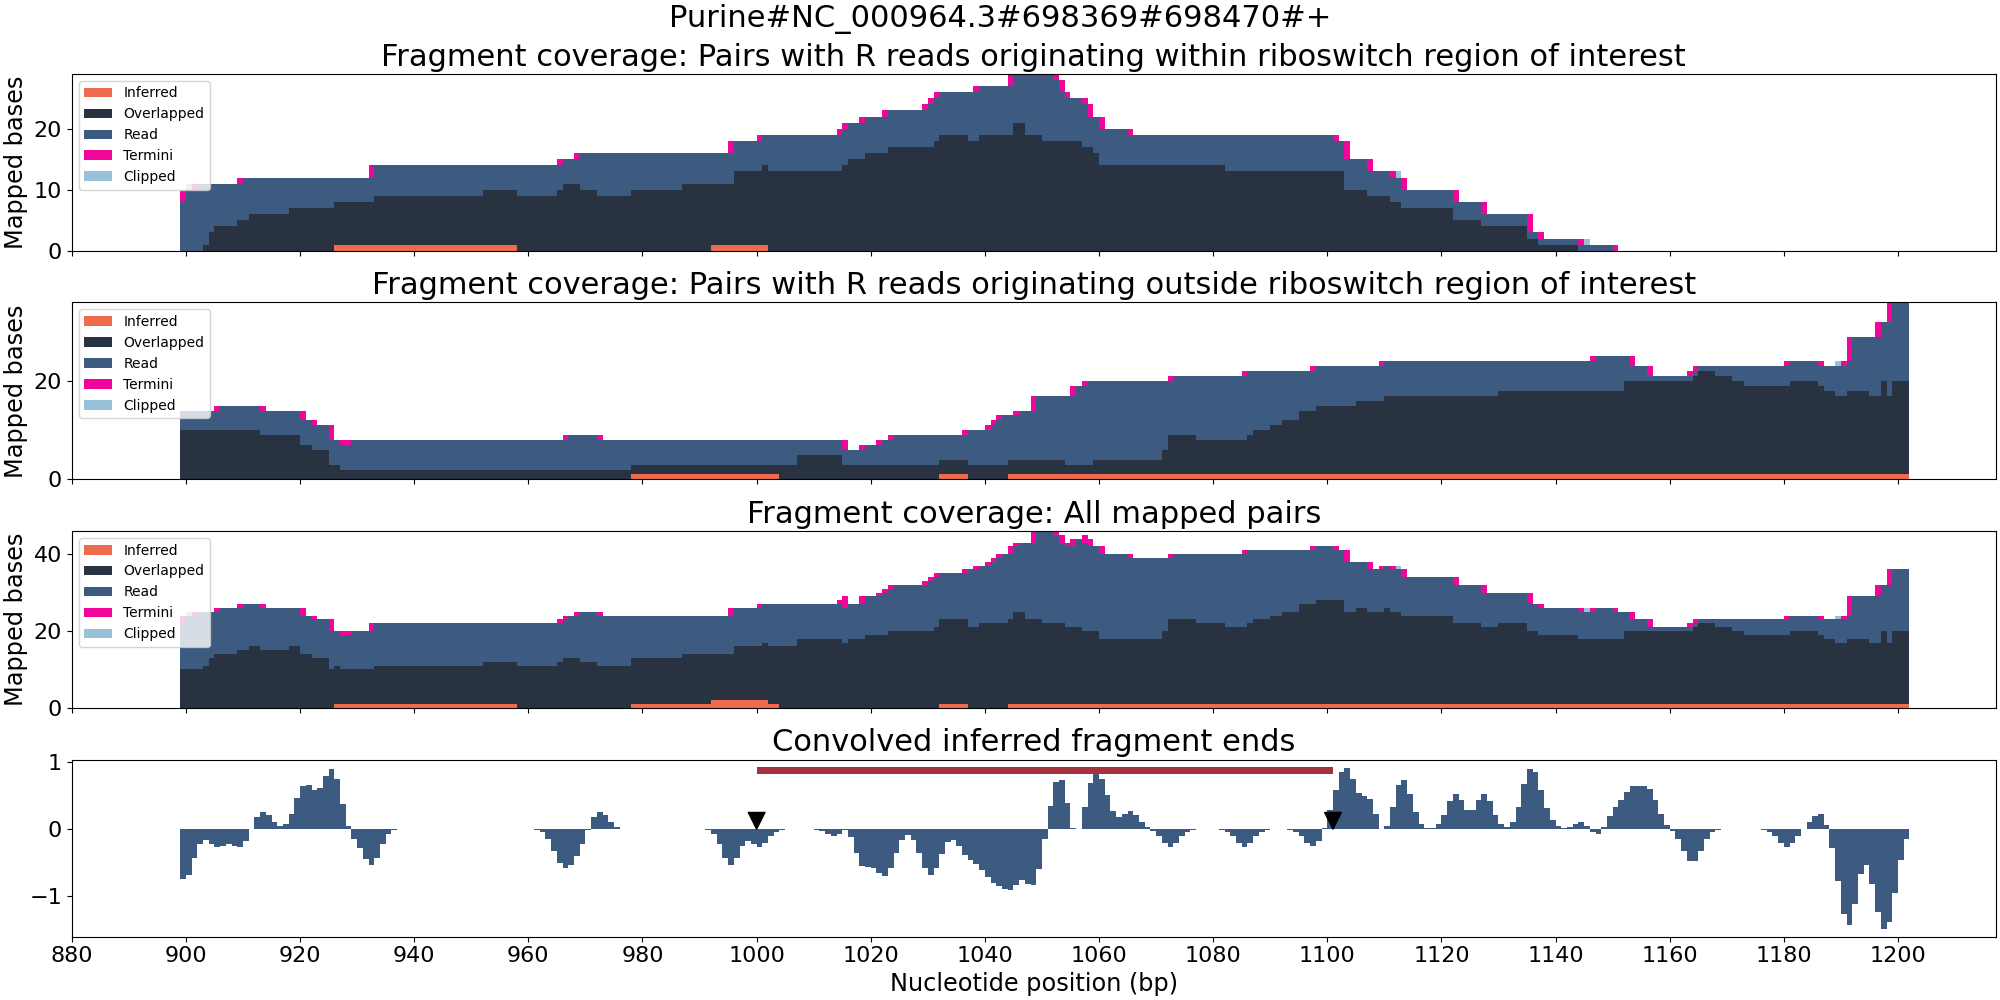 Purine#NC_000964.3#698369#698470#+
Fragment coverage: Pairs with R reads originating within riboswitch region of interest
Mapped bases
20
10
0
Inferred
Overlapped
Read
Termini
Clipped
Fragment coverage: Pairs with R reads originating outside riboswitch region of interest
Mapped bases
20
0
Inferred
Overlapped
Read
Termini
Clipped
Fragment coverage: All mapped pairs
Mapped bases
40
20
0
Inferred
Overlapped
Read
Termini
Clipped
Convolved inferred fragment ends
1
0
−1
880 900 920 940 960 980 1000 1020 1040 1060 1080 1100 1120 1140 1160 1180 1200
Nucleotide position (bp)